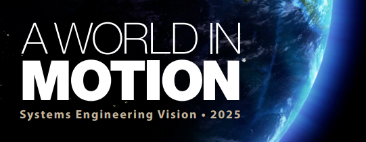 A WORLD IN
MOTION*
Systems Engineering Vision • 2025